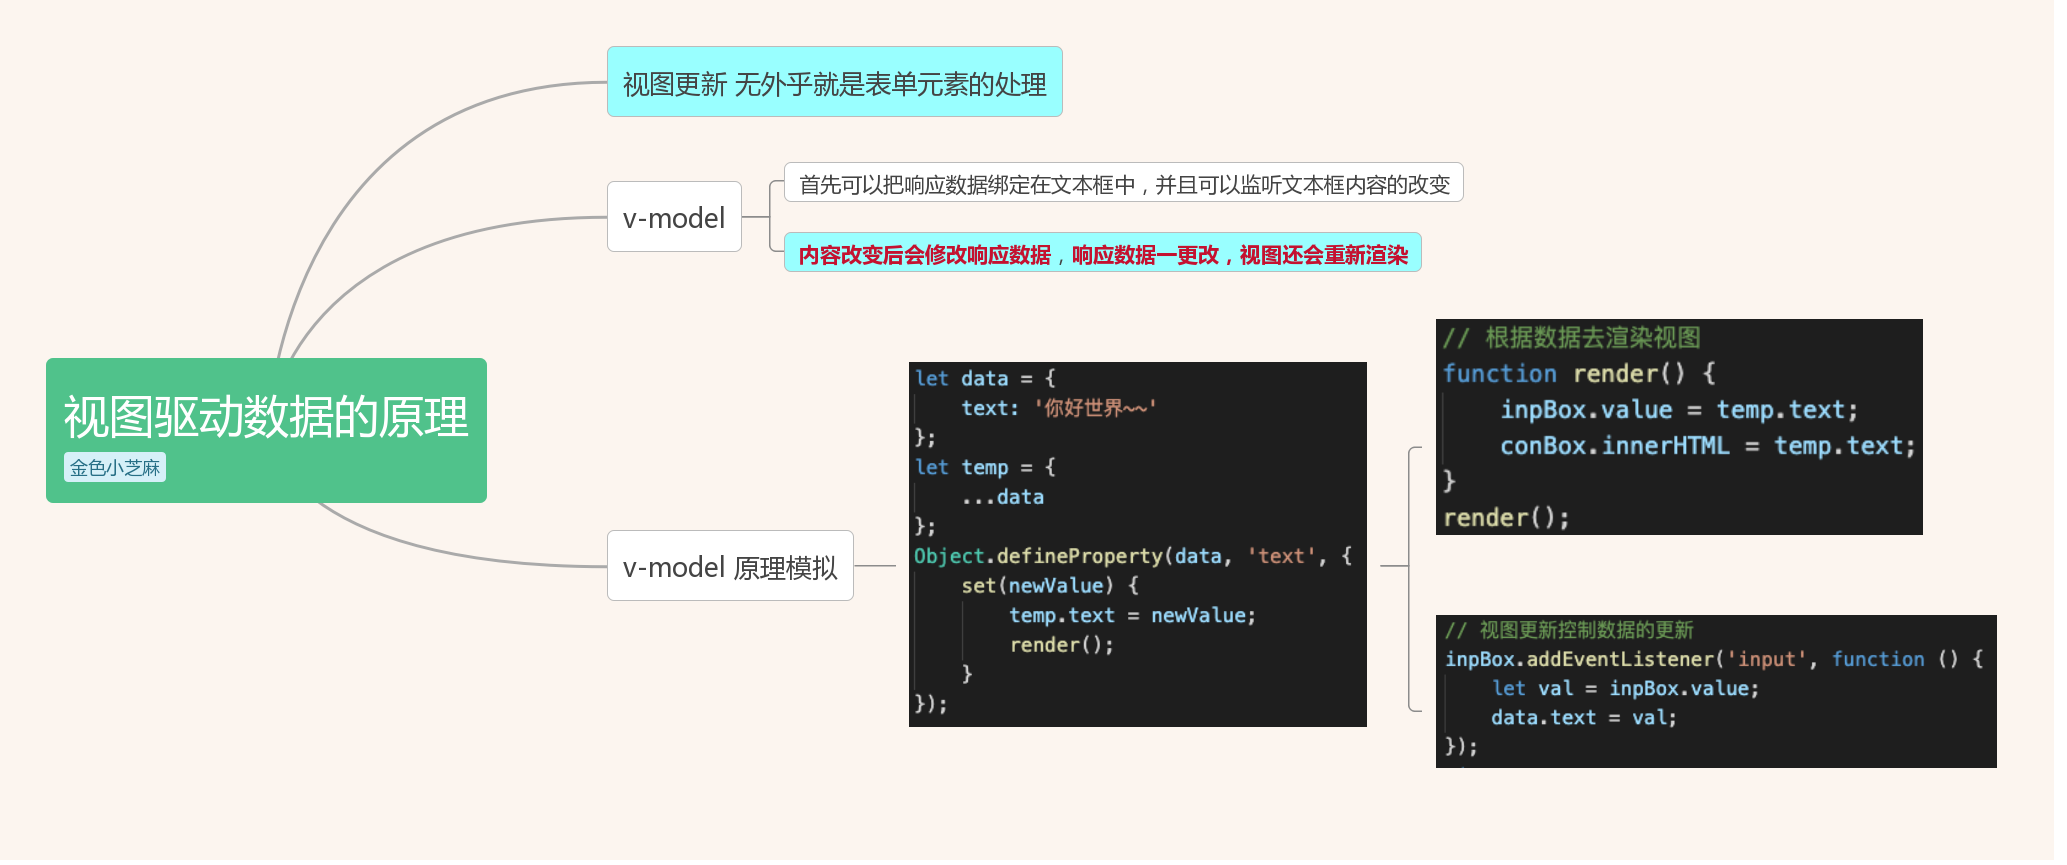 视图更新 无外乎就是表单元素的处理
v-model
首先可以把响应数据绑定在文本框中，并且可以监听文本框内容的改变
内容改变后会修改响应数据，响应数据一更改，视图还会重新渲染
视图驱动数据的原理
金色小芝麻
v-model 原理模拟
let data = {
    text: '你好世界~~'
};
let temp = {
    ...data
};
Object.defineProperty(data, 'text', {
    set(newValue) {
        temp.text = newValue;
        render();
    }
});
// 根据数据去渲染视图
function render() {
    inpBox.value = temp.text;
    conBox.innerHTML = temp.text;
}
render();
// 视图更新控制数据的更新
inpBox.addEventListener('input', function () {
    let val = inpBox.value;
    data.text = val;
});